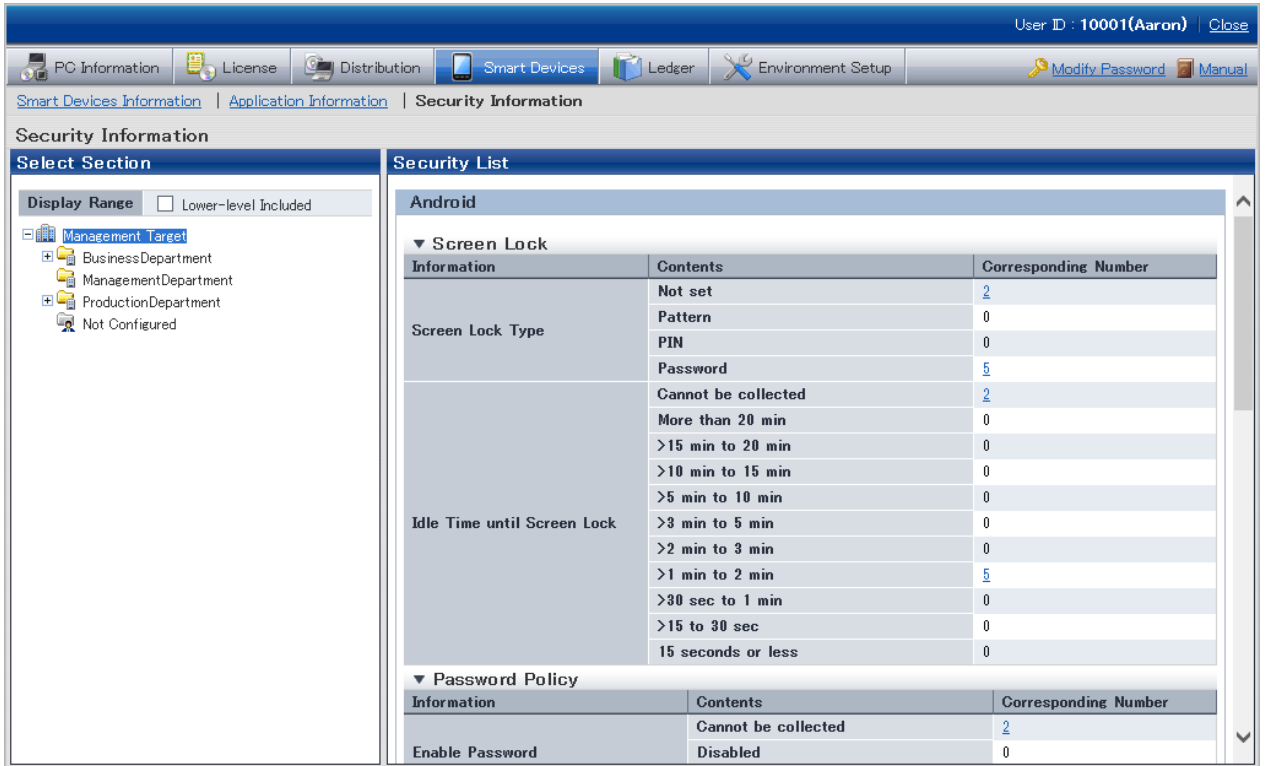 User ID : 10001(Aaron) Close
PC Information License Distribution Smart Devices Ledger Environment Setup Modify Password Manual
Smart Devices Information | Application Information | Security Information
Security Information
Select Section
Display Range Lower-level Included
Management Target
BusinessDepartment
ManagementDepartment
ProductionDepartment
Not Configured
Security List
Android
▼ Screen Lock
Information Contents Corresponding Number
Screen Lock Type
Not set 2
Pattern 0
PIN 0
Password 5
Idle Time until Screen Lock
Cannot be collected 2
More than 20 min 0
>15 min to 20 min 0
>10 min to 15 min 0
>5 min to 10 min 0
>3 min to 5 min 0
>2 min to 3 min 0
>1 min to 2 min 5
>30 sec to 1 min 0
>15 to 30 sec 0
15 seconds or less 0
▼ Password Policy
Information Contents Corresponding Number
Enable Password
Cannot be collected 2
Disabled 0